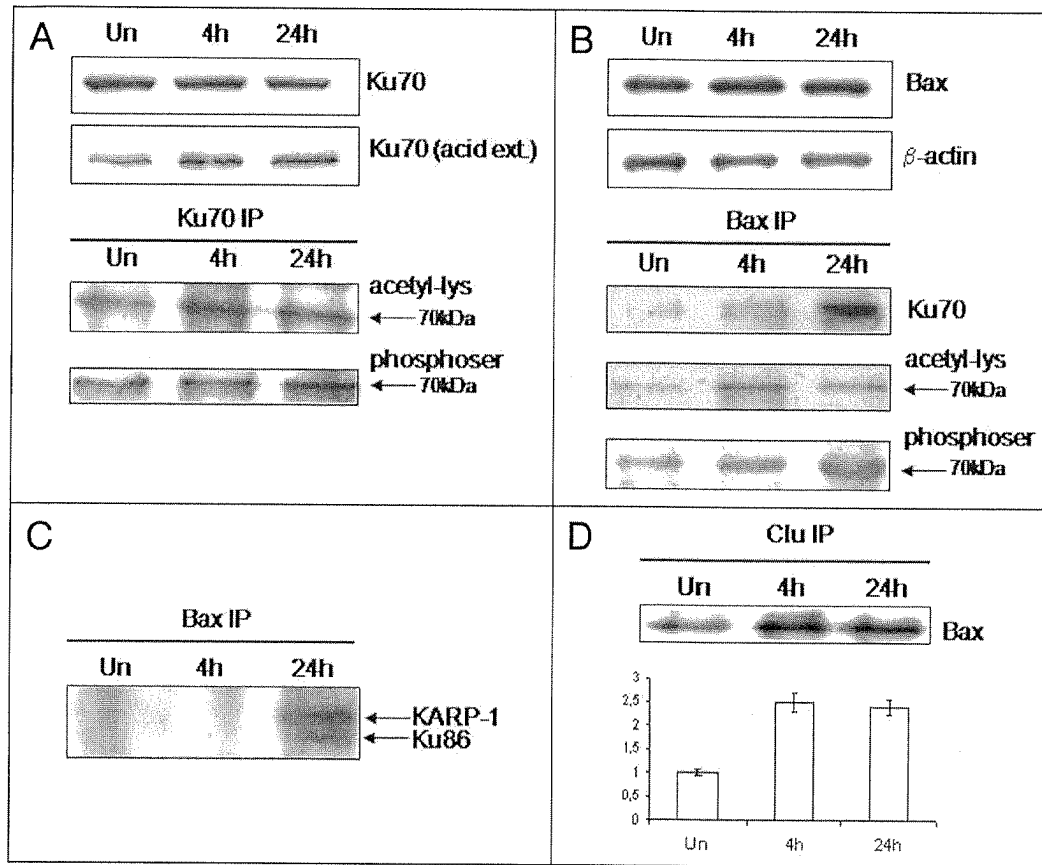 A
Un 4h 24h
Ku70
Ku70 (acid ext.)
Ku70 IP
Un 4h 24h
acetyl-lys
70kDa
phosphoser
70kDa
B
Un 4h 24h
Bax
β-actin
Bax IP
Un 4h 24h
Ku70
acetyl-lys
70kDa
phosphoser
70kDa
C
Bax IP
Un 4h 24h
KARP-1
Ku86
D
Clu IP
Un 4h 24h
Bax
3
2,5
2
1,5
1
0,5
0
Un 4h 24h